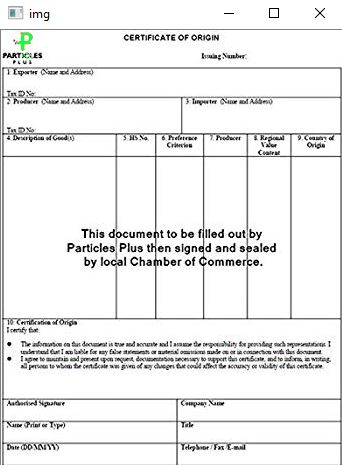 img
PARTICLES
PLUS
CERTIFICATE OF ORIGIN
Issuing Number:
1: Exporter (Name and Address)
Tax ID No:
2: Producer (Name and Address)
3: Importer (Name and Address)
Tax ID No:
4. Description of Good(s)
5. HS No.
6. Preference
Criterion
7. Producer
8. Regional
Value
Content
9. Country of
Origin
This document to be filled out by
Particles Plus then signed and sealed
by local Chamber of Commerce.
10: Certification of Origin
I certify that:
● The information on this document is true and accurate and I assume the responsibility for providing such representations. I
understand that I am liable for any false statements or material omissions made on or in connection with this document.
● I agree to maintain and present upon request, documentation necessary to support this certificate, and to inform, in writing,
all persons to whom the certificate was given of any changes that could affect the accuracy or validity of this certificate.
Authorised Signature
Company Name
Name (Print or Type)
Title
Date (DD/MM/YY)
Telephone / Fax /E-mail